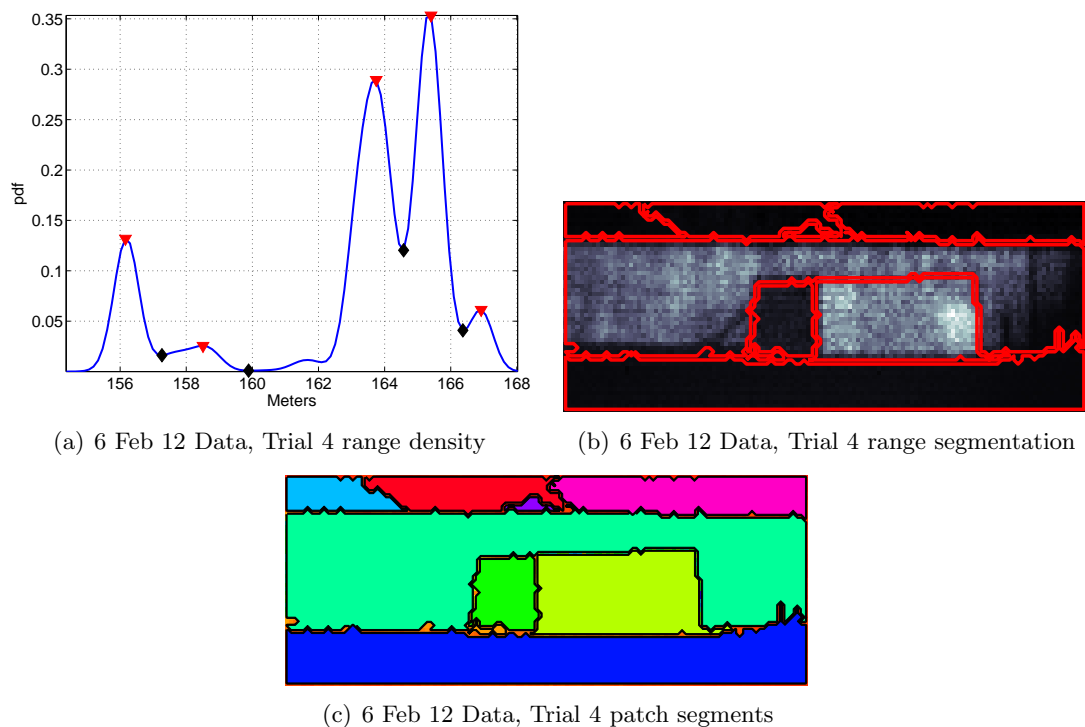 0.35
0.3
0.25
0.2
0.15
0.1
0.05
pdf
156 158 160 162 164 166 168
Meters
(a) 6 Feb 12 Data, Trial 4 range density
(b) 6 Feb 12 Data, Trial 4 range segmentation
(c) 6 Feb 12 Data, Trial 4 patch segments